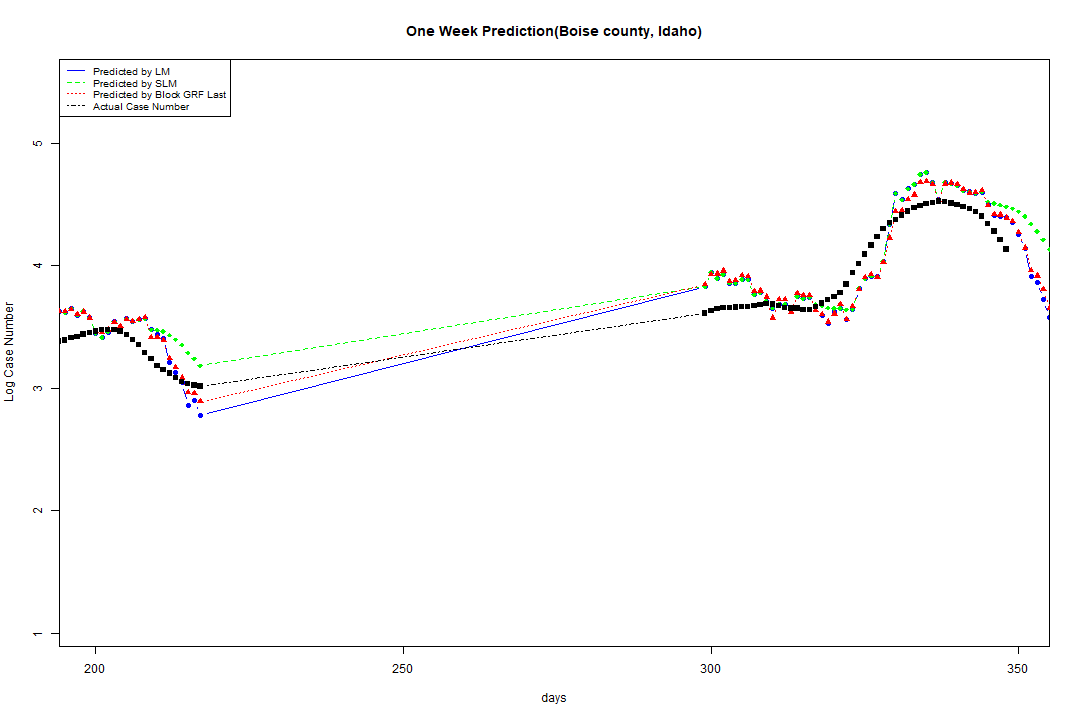 One Week Prediction(Boise county, Idaho)
Predicted by LM
Predicted by SLM
Predicted by Block GRF Last
Actual Case Number
Log Case Number
5
4
3
2
1
200
250
300
350
days